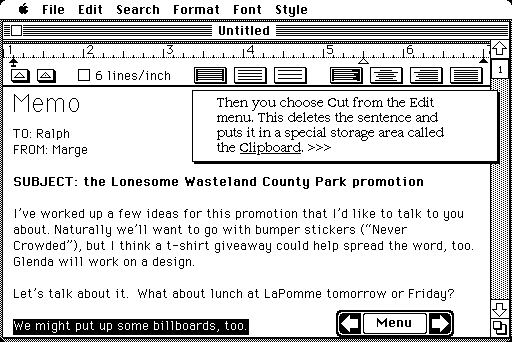 File Edit Search Format Font Style
Untitled
1 2 3 4 5 6
6 lines/inch
1
Memo
Then you choose Cut from the Edit
menu. This deletes the sentence and
puts it in a special storage area called
the Clipboard. >>>
TO: Ralph
FROM: Marge
SUBJECT: the Lonesome Wasteland County Park promotion
I've worked up a few ideas for this promotion that I'd like to talk to you
about. Naturally we'll want to go with bumper stickers (“Never
Crowded”), but I think a t-shirt giveaway could help spread the word, too.
Glenda will work on a design.
Let's talk about it.  What about lunch at LaPomme tomorrow or Friday?
We might put up some billboards, too.
Menu